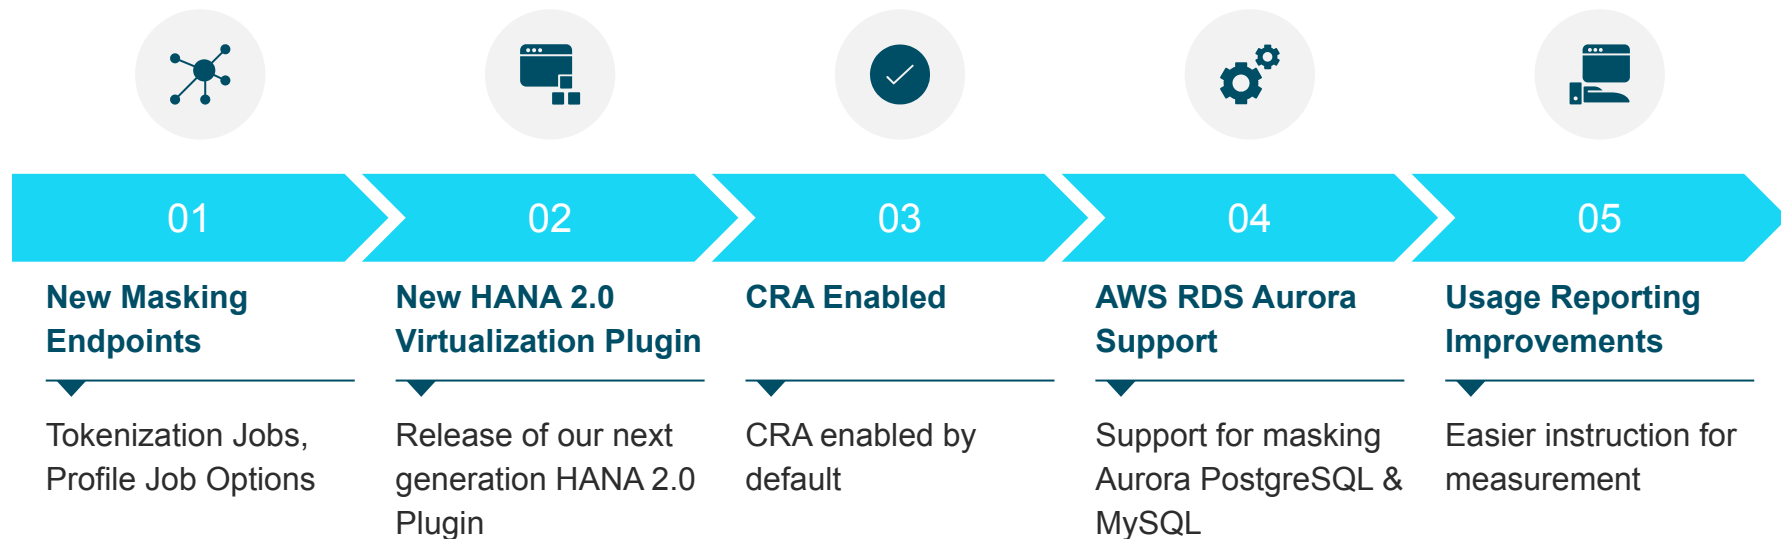 01
New Masking
Endpoints
Tokenization Jobs,
Profile Job Options
02
New HANA 2.0
Virtualization Plugin
Release of our next
generation HANA 2.0
Plugin
03
CRA Enabled
CRA enabled by
default
04
AWS RDS Aurora
Support
Support for masking
Aurora PostgreSQL &
MySQL
05
Usage Reporting
Improvements
Easier instruction for
measurement